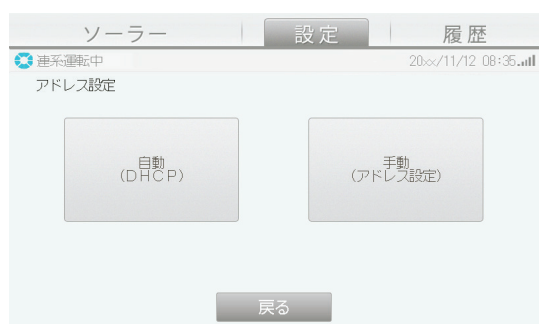 ソーラー 設定 履歴
連系運転中 20xx/11/12 08:35
アドレス設定
自動
（DHCP）
手動
（アドレス設定）
戻る